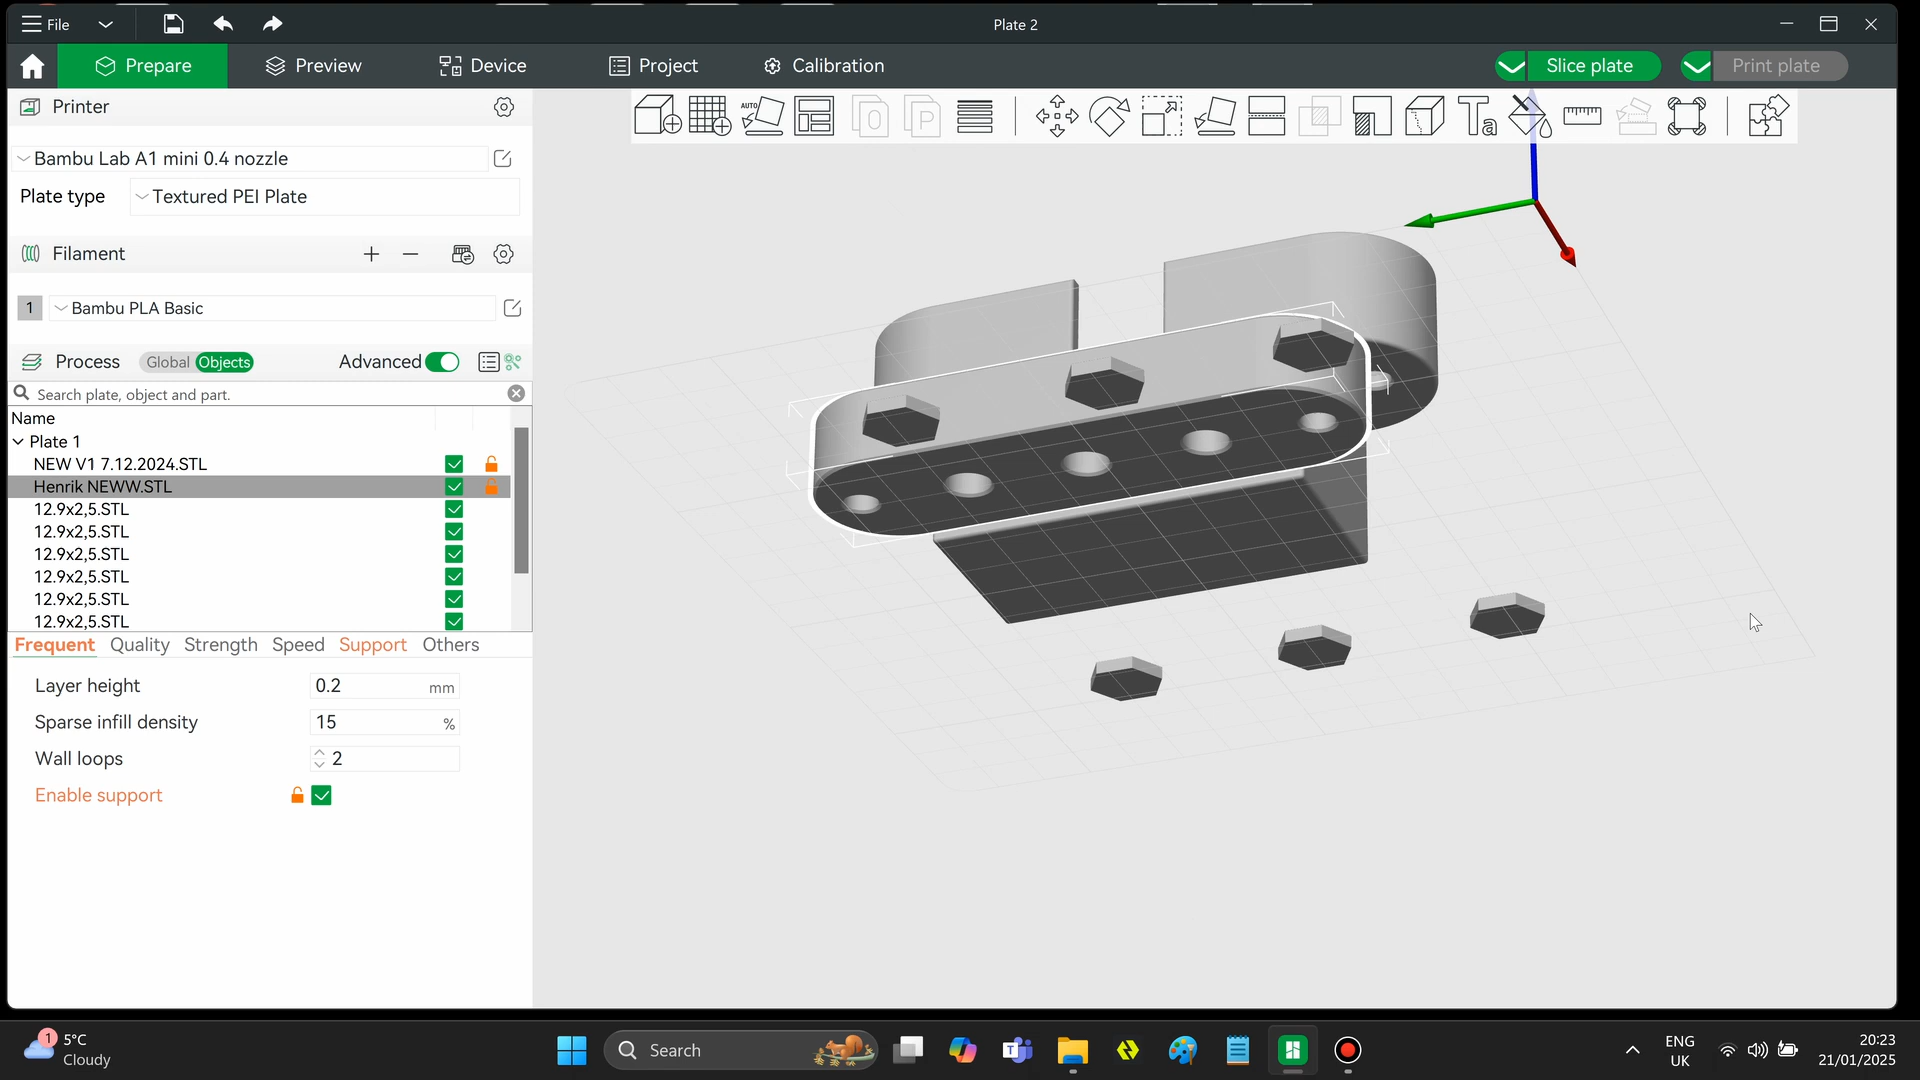 File
Plate 2
Prepare
Preview
Device
Project
Calibration
Slice plate
Print plate
Printer
Bambu Lab A1 mini 0.4 nozzle
Plate type
Textured PEI Plate
Filament
1
Bambu PLA Basic
Process
Global
Objects
Advanced
Search plate, object and part.
Name
Plate 1
NEW V1 7.12.2024.STL
Henrik NEWW.STL
12.9x2,5.STL
12.9x2,5.STL
12.9x2,5.STL
12.9x2,5.STL
12.9x2,5.STL
12.9x2,5.STL
Frequent
Quality
Strength
Speed
Support
Others
Layer height
0.2
mm
Sparse infill density
15
%
Wall loops
2
Enable support
AUTO
O
P
Ta
1
5°C
Cloudy
Search
ENG
UK
20:23
21/01/2025